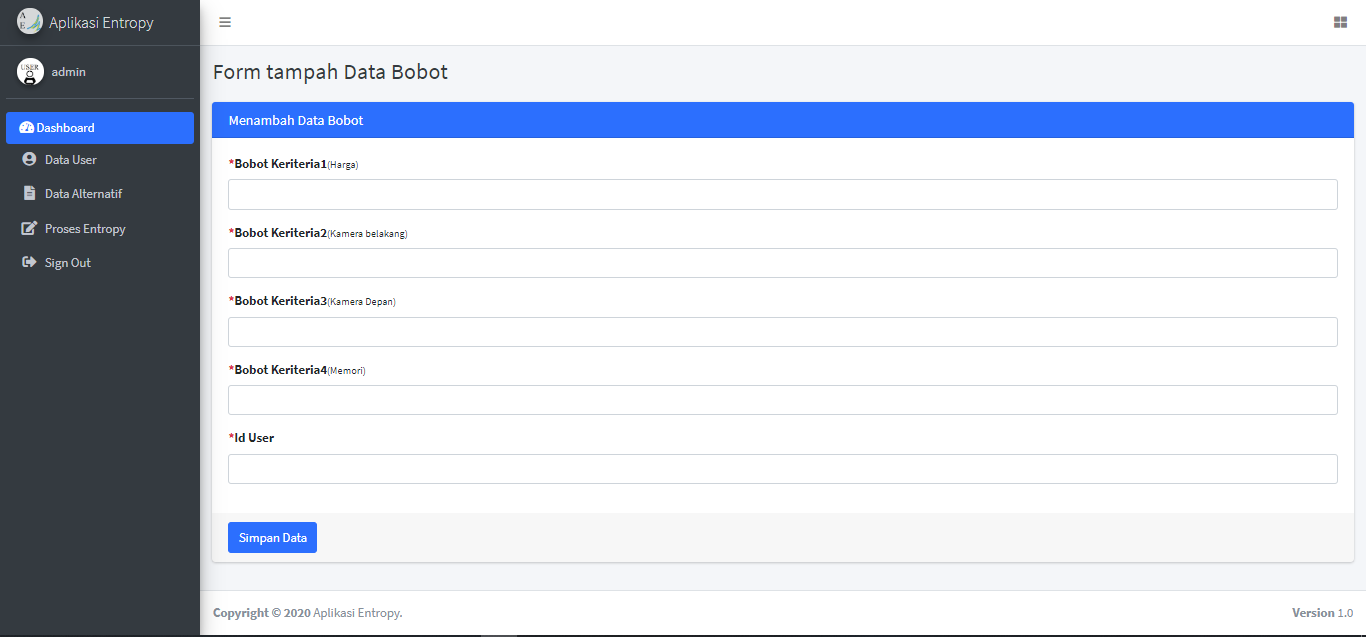 Aplikasi Entropy
USER
admin
Dashboard
Data User
Data Alternatif
Proses Entropy
Sign Out
Form tampah Data Bobot
Menambah Data Bobot
*Bobot Keriteria1(Harga)
*Bobot Keriteria2(Kamera belakang)
*Bobot Keriteria3(Kamera Depan)
*Bobot Keriteria4(Memori)
*Id User
Simpan Data
Copyright © 2020 Aplikasi Entropy.
Version 1.0